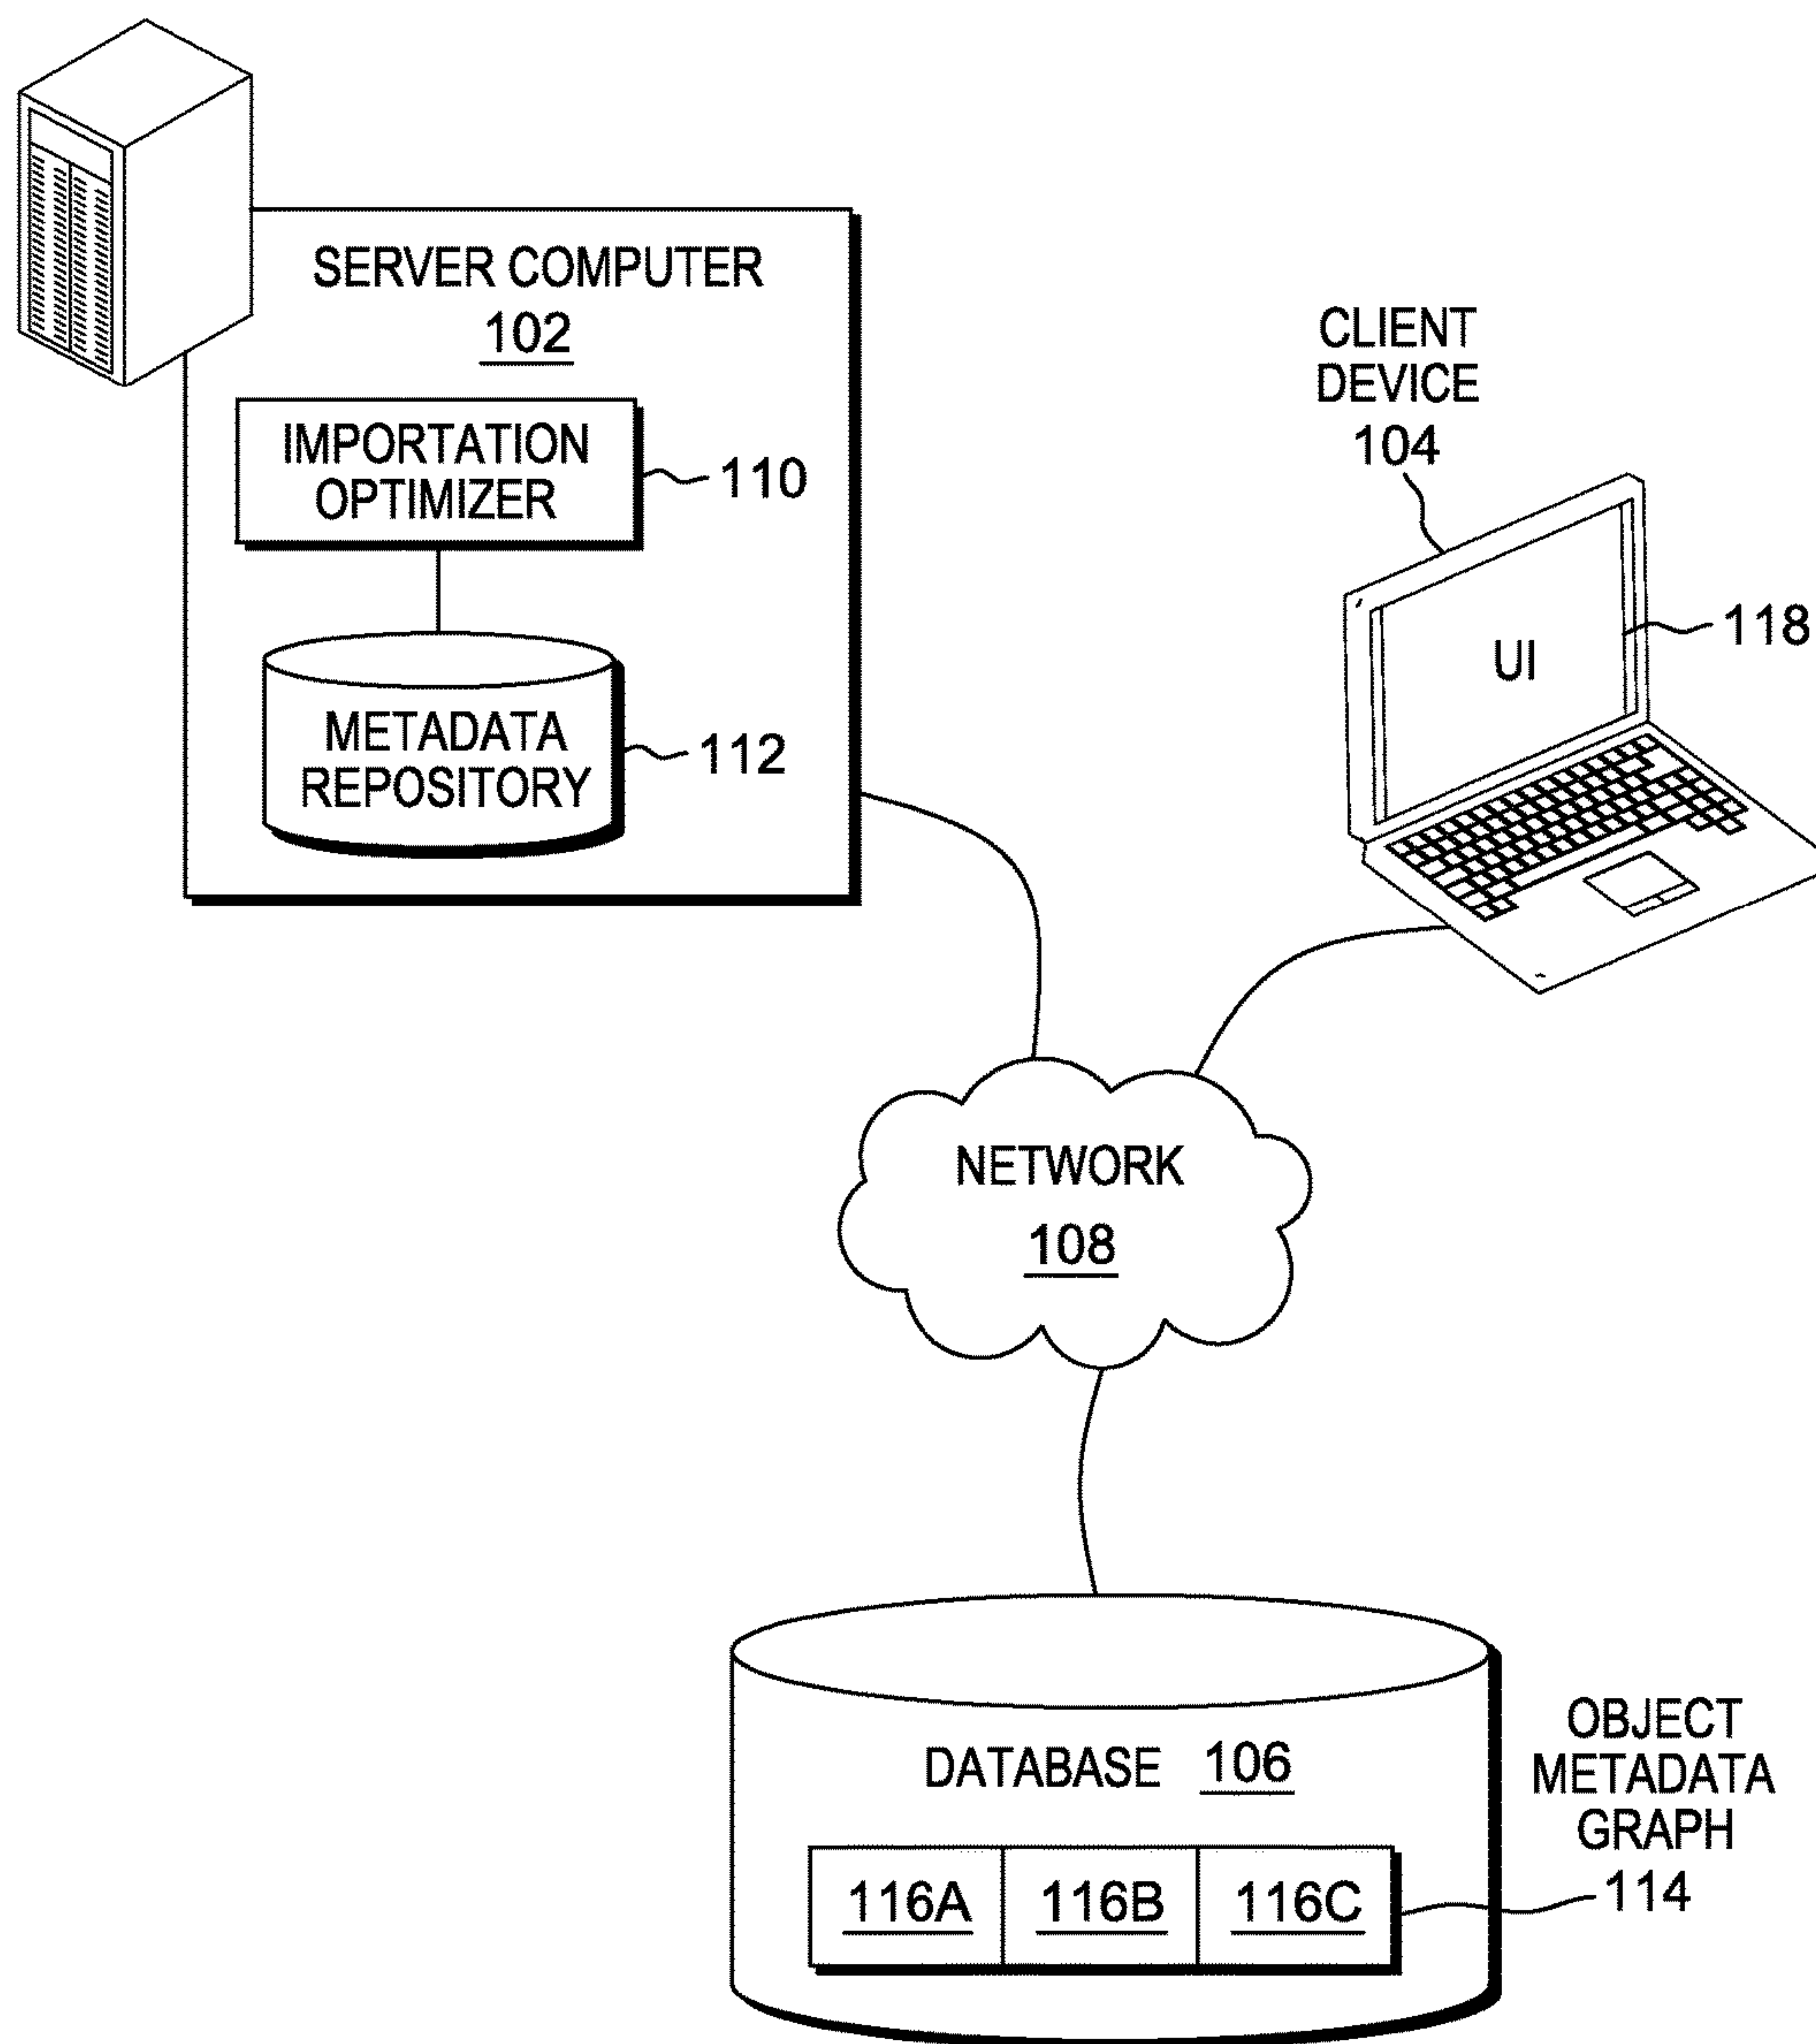 SERVER COMPUTER
102
IMPORTATION
OPTIMIZER
110
METADATA
REPOSITORY
112
CLIENT
DEVICE
104
UI
118
NETWORK
108
DATABASE 106
116A 116B 116C
OBJECT
METADATA
GRAPH
114